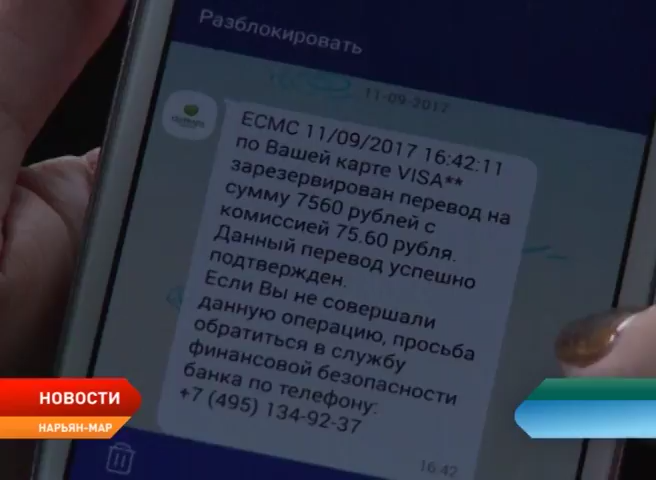 Разблокировать
11-09-2017
ЕСМС 11/09/2017 16:42:11
по Вашей карте VISA**
зарезервирован перевод на
сумму 7560 рублей с
комиссией 75.60 рубля.
Данный перевод успешно
подтвержден.
Если Вы не совершали
данную операцию, просьба
обратиться в службу
финансовой безопасности
банка по телефону:
+7 (495) 134-92-37
16:42
НОВОСТИ
НАРЬЯН-МАР